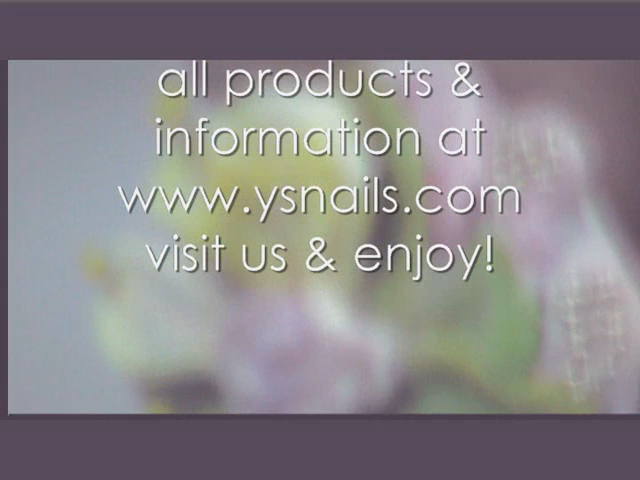 all products &
information at
www.ysnails.com
visit us & enjoy!